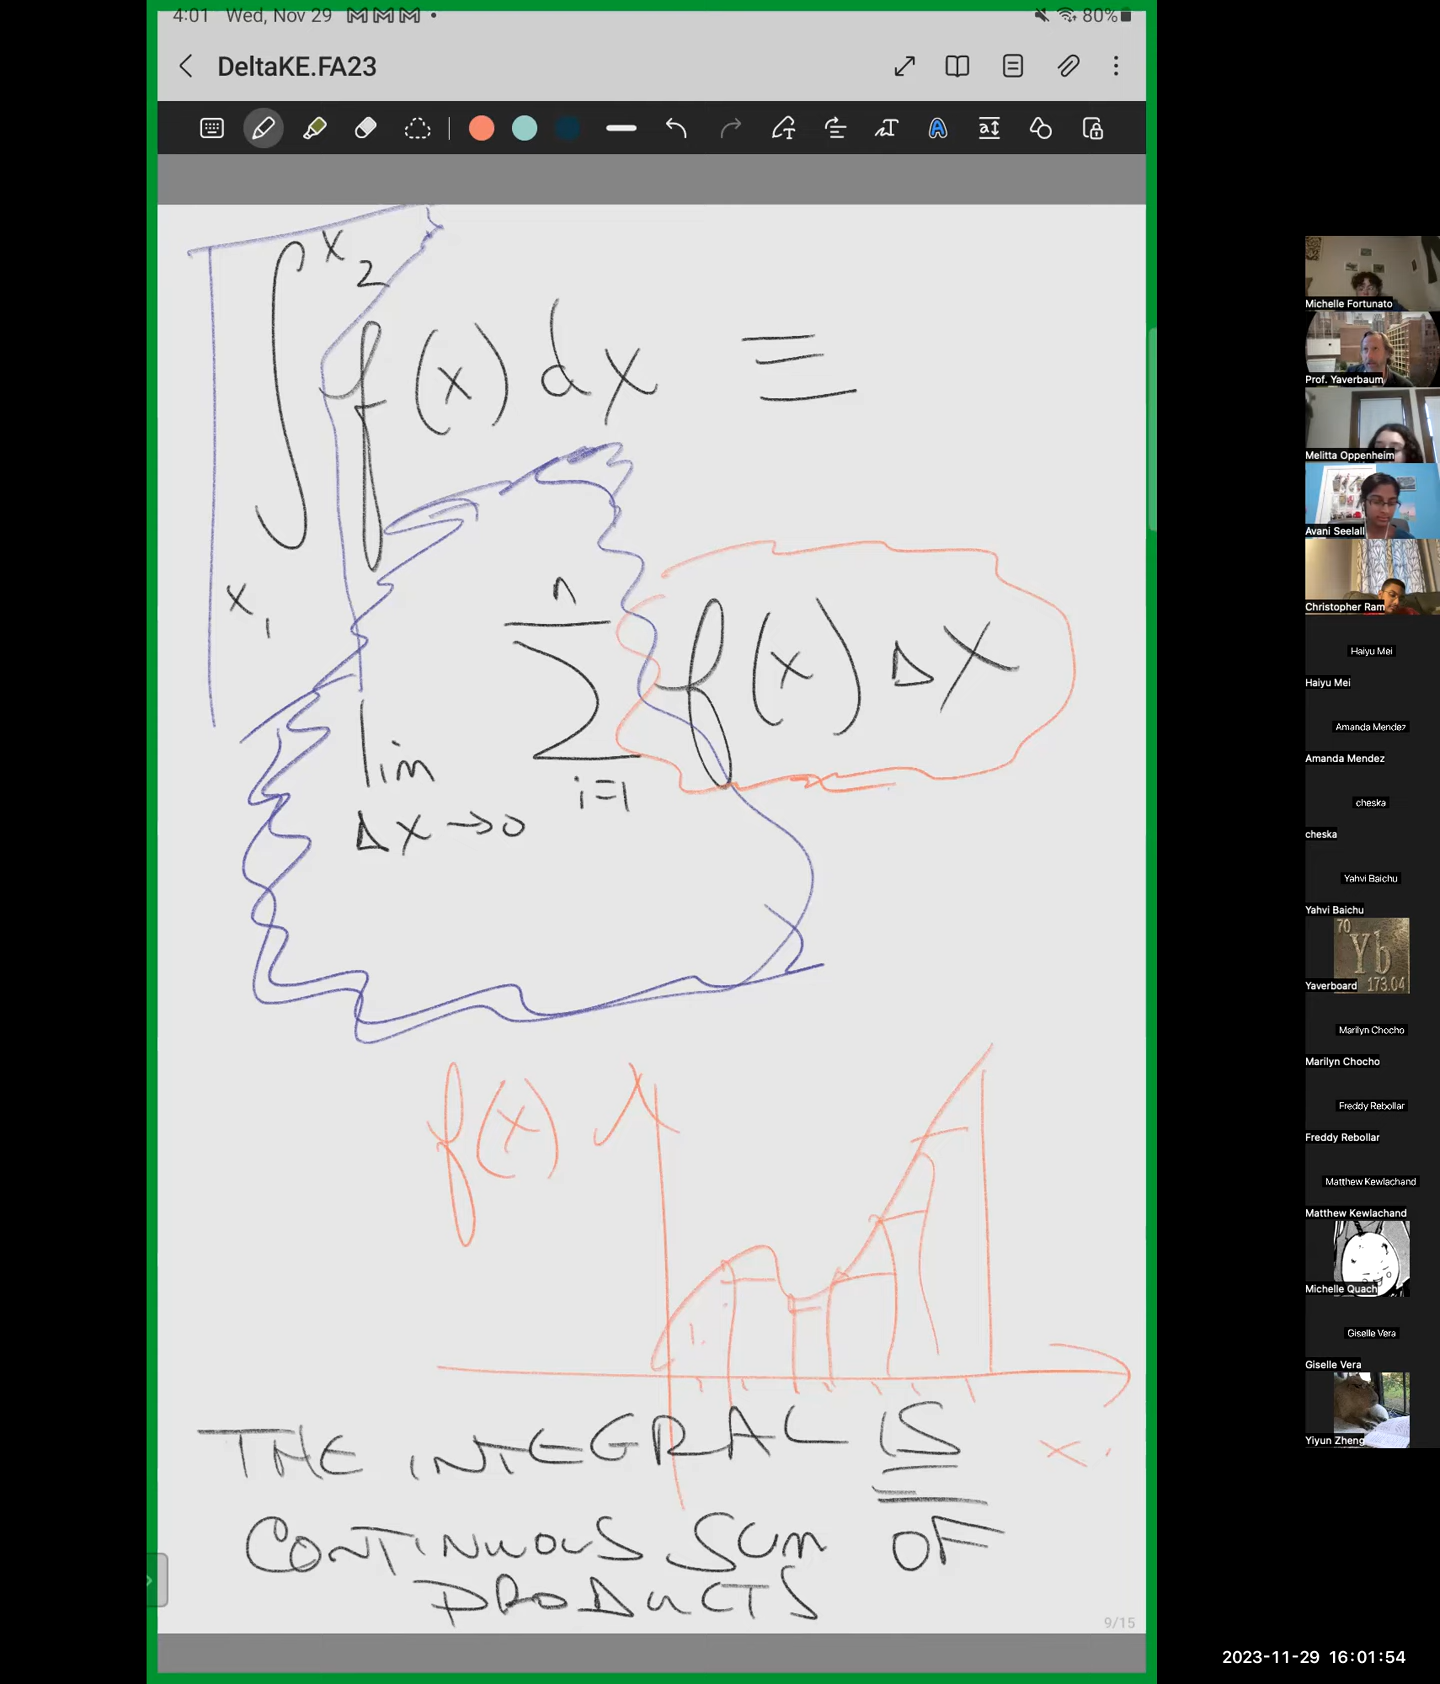 4:01 Wed, Nov 29 M M M •
80%
DeltaKE.FA23
∫ x₂ x₁ f(x) dx ≡
lim Δx→0 n ∑ i=1 f(x) Δx
f(x)
x
THE INTEGRAL IS
CONTINUOUS SUM OF
PRODUCTS
9/15
Michelle Fortunato
Prof. Yaverbaum
Melitta Oppenheim
Avani Seelall
Christopher Ram
Haiyu Mei
Haiyu Mei
Amanda Mendez
Amanda Mendez
cheska
cheska
Yahvi Baichu
Yahvi Baichu
70
Yb
173.04
Yaverboard
Marilyn Chocho
Marilyn Chocho
Freddy Rebollar
Freddy Rebollar
Matthew Kewlachand
Matthew Kewlachand
Michelle Quach
Giselle Vera
Giselle Vera
Yiyun Zheng
2023-11-29 16:01:54